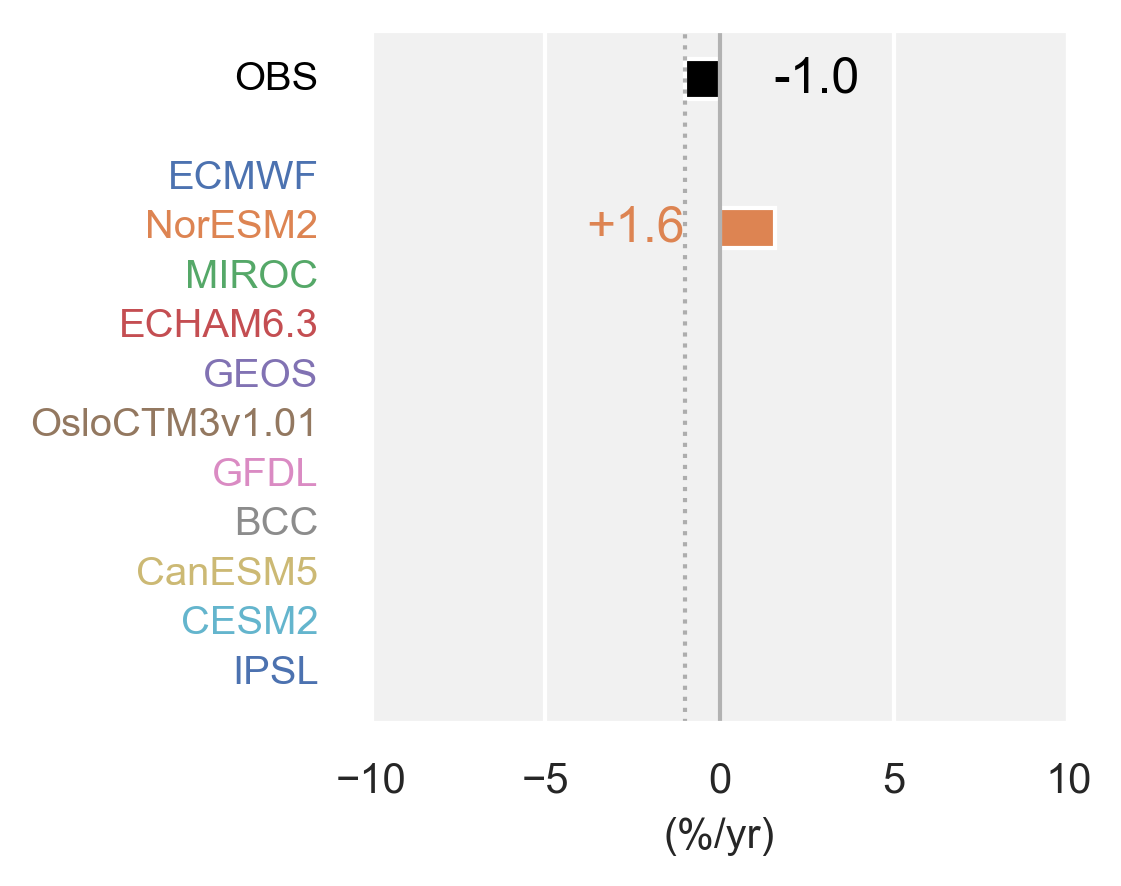 OBS -1.0
ECMWF
NorESM2 +1.6
MIROC
ECHAM6.3
GEOS
OsloCTM3v1.01
GFDL
BCC
CanESM5
CESM2
IPSL
−10 −5 0 5 10
(%/yr)